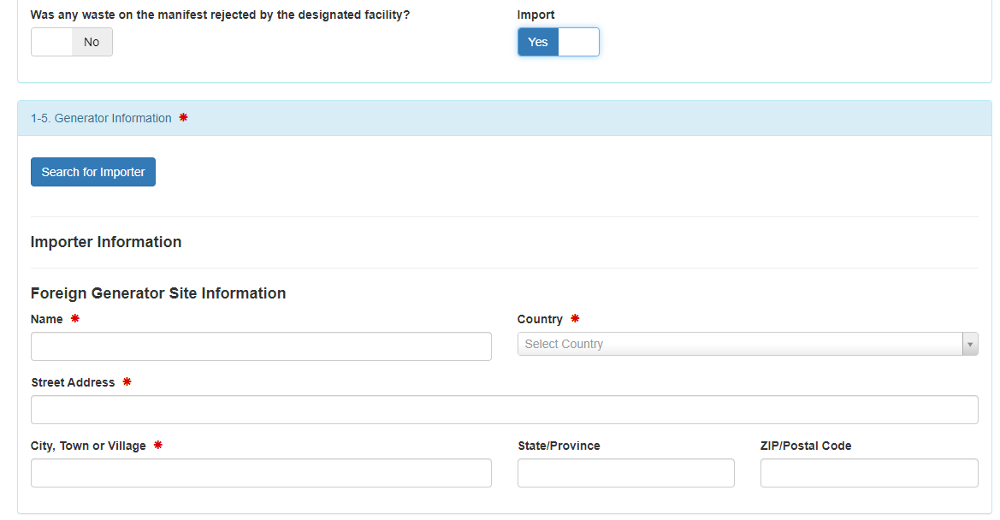 Was any waste on the manifest rejected by the designated facility?
Import
No
Yes
1-5. Generator Information *
Search for Importer
Importer Information
Foreign Generator Site Information
Name *
Country *
Select Country
Street Address *
City, Town or Village *
State/Province
ZIP/Postal Code